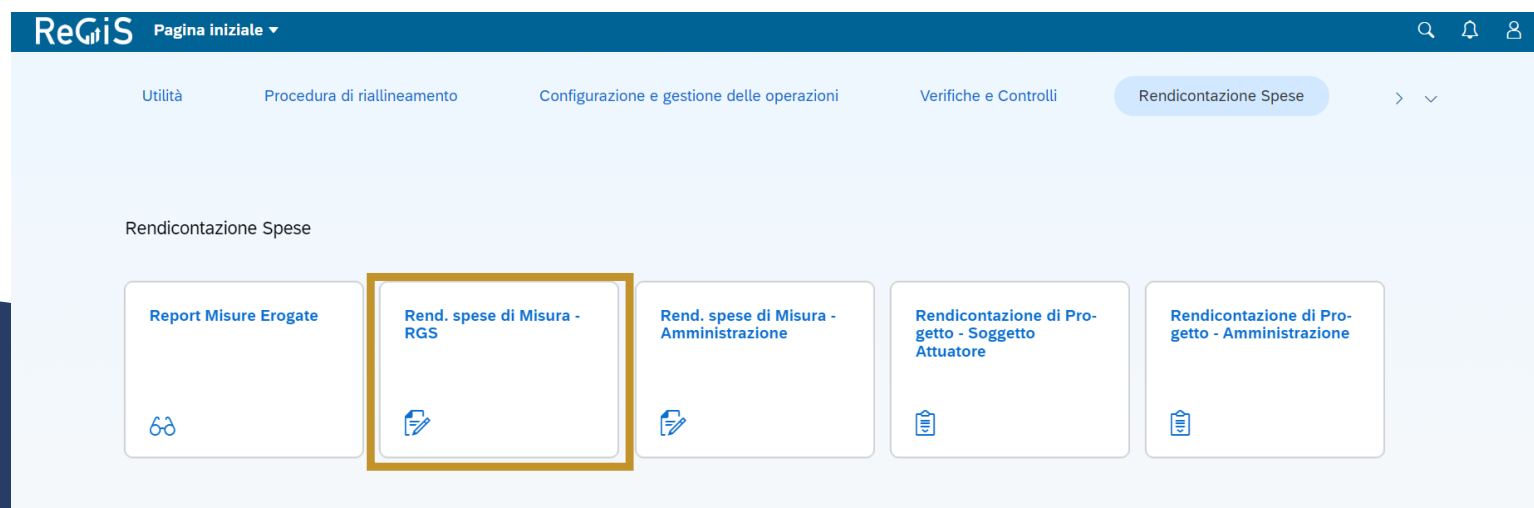 ReGiS Pagina iniziale
Utilità Procedura di riallineamento Configurazione e gestione delle operazioni Verifiche e Controlli Rendicontazione Spese
Rendicontazione Spese
Report Misure Erogate
Rend. spese di Misura -
RGS
Rend. spese di Misura -
Amministrazione
Rendicontazione di Pro-
getto - Soggetto
Attuatore
Rendicontazione di Pro-
getto - Amministrazione